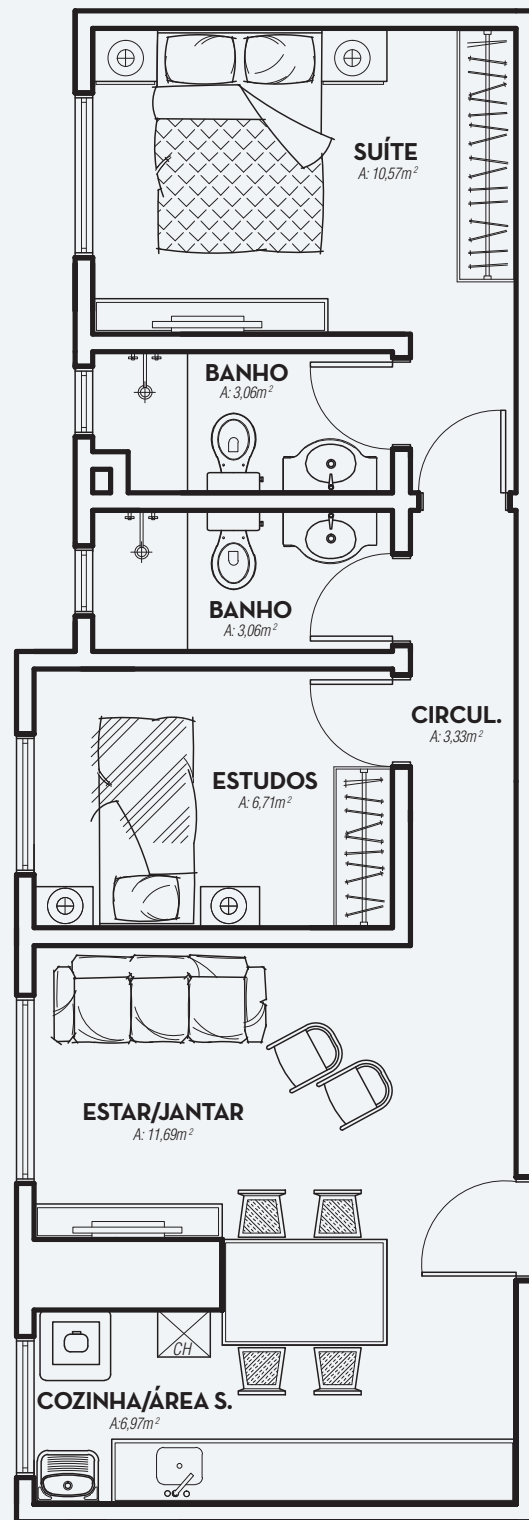 SUÍTE
A: 10,57m²
BANHO
A: 3,06m²
BANHO
A: 3,06m²
CIRCUL.
A: 3,33m²
ESTUDOS
A: 6,71m²
ESTAR/JANTAR
A: 11,69m²
CH
COZINHA/ÁREA S.
A:6,97m²